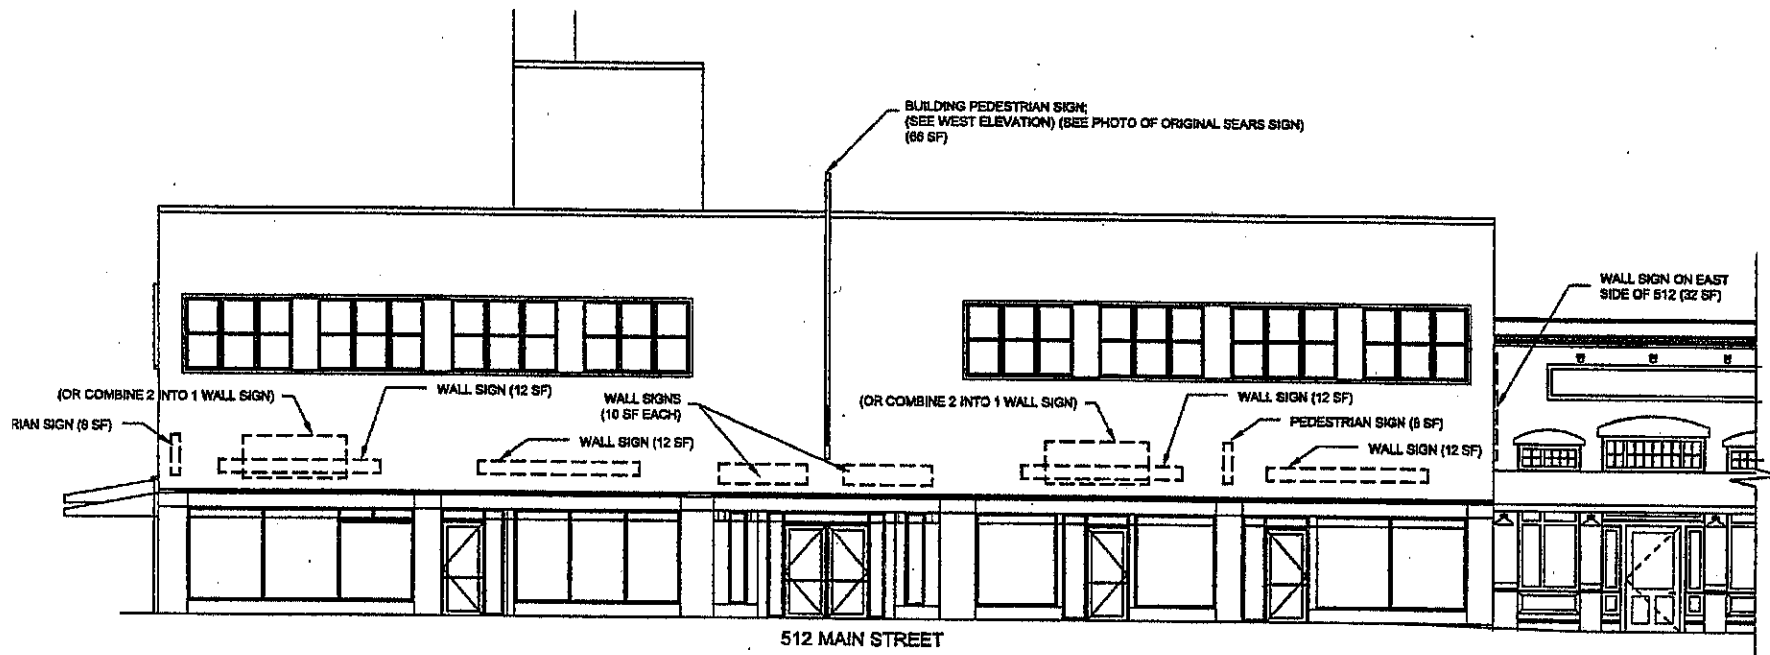 BUILDING PEDESTRIAN SIGN;
(SEE WEST ELEVATION) (SEE PHOTO OF ORIGINAL SEARS SIGN)
(66 SF)
WALL SIGN ON EAST
SIDE OF 512 (32 SF)
(OR COMBINE 2 INTO 1 WALL SIGN)
WALL SIGN (12 SF)
WALL SIGNS
(10 SF EACH)
(OR COMBINE 2 INTO 1 WALL SIGN)
WALL SIGN (12 SF)
RIAN SIGN (8 SF)
WALL SIGN (12 SF)
PEDESTRIAN SIGN (8 SF)
WALL SIGN (12 SF)
512 MAIN STREET